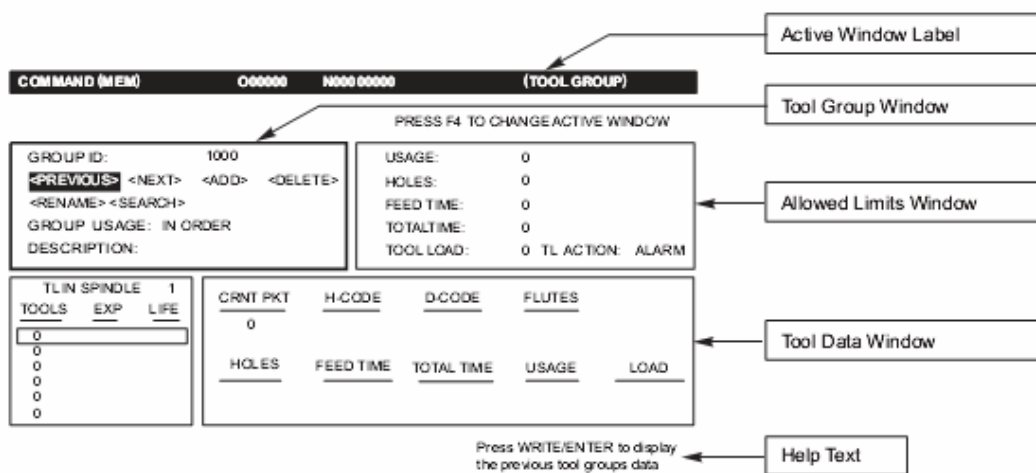 Active Window Label
COMMAND (MEM) O00000 N00000000 (TOOL GROUP)
Tool Group Window
PRESS F4 TO CHANGE ACTIVE WINDOW
GROUP ID: 1000
<PREVIOUS> <NEXT> <ADD> <DELETE>
<RENAME> <SEARCH>
GROUP USAGE: IN ORDER
DESCRIPTION:
USAGE: 0
HOLES: 0
FEED TIME: 0
TOTAL TIME: 0
TOOL LOAD: 0 TL ACTION: ALARM
Allowed Limits Window
TL IN SPINDLE 1
TOOLS EXP LIFE
0
0
0
0
0
0
CRNT PKT H-CODE D-CODE FLUTES
0
HOLES FEED TIME TOTAL TIME USAGE LOAD
Tool Data Window
Press WRITE/ENTER to display
the previous tool groups data
Help Text